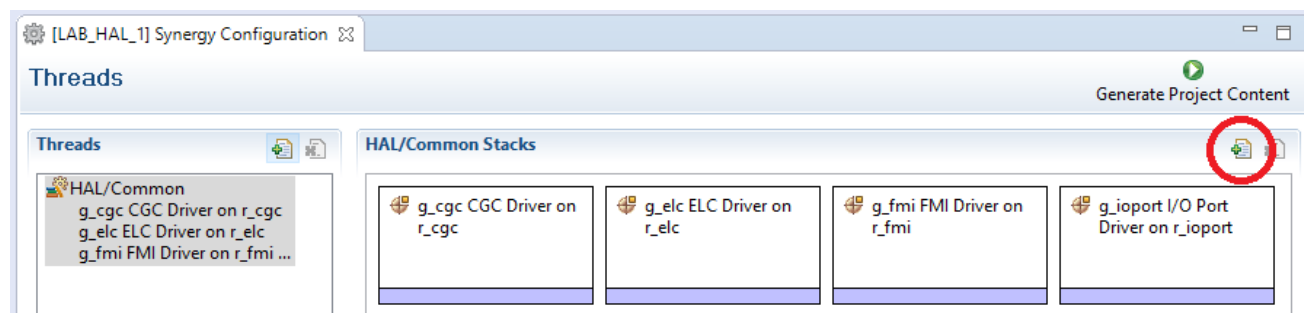 [LAB_HAL_1] Synergy Configuration
Threads
Generate Project Content
Threads
HAL/Common
g_cgc CGC Driver on r_cgc
g_elc ELC Driver on r_elc
g_fmi FMI Driver on r_fmi ...
HAL/Common Stacks
g_cgc CGC Driver on
r_cgc
g_elc ELC Driver on
r_elc
g_fmi FMI Driver on
r_fmi
g_ioport I/O Port
Driver on r_ioport